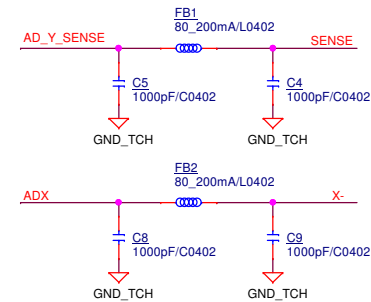 FB1
80_200mA/L0402
AD_Y_SENSE
SENSE
C5
1000pF/C0402
C4
1000pF/C0402
GND_TCH
GND_TCH
FB2
80_200mA/L0402
ADX
X-
C8
1000pF/C0402
C9
1000pF/C0402
GND_TCH
GND_TCH